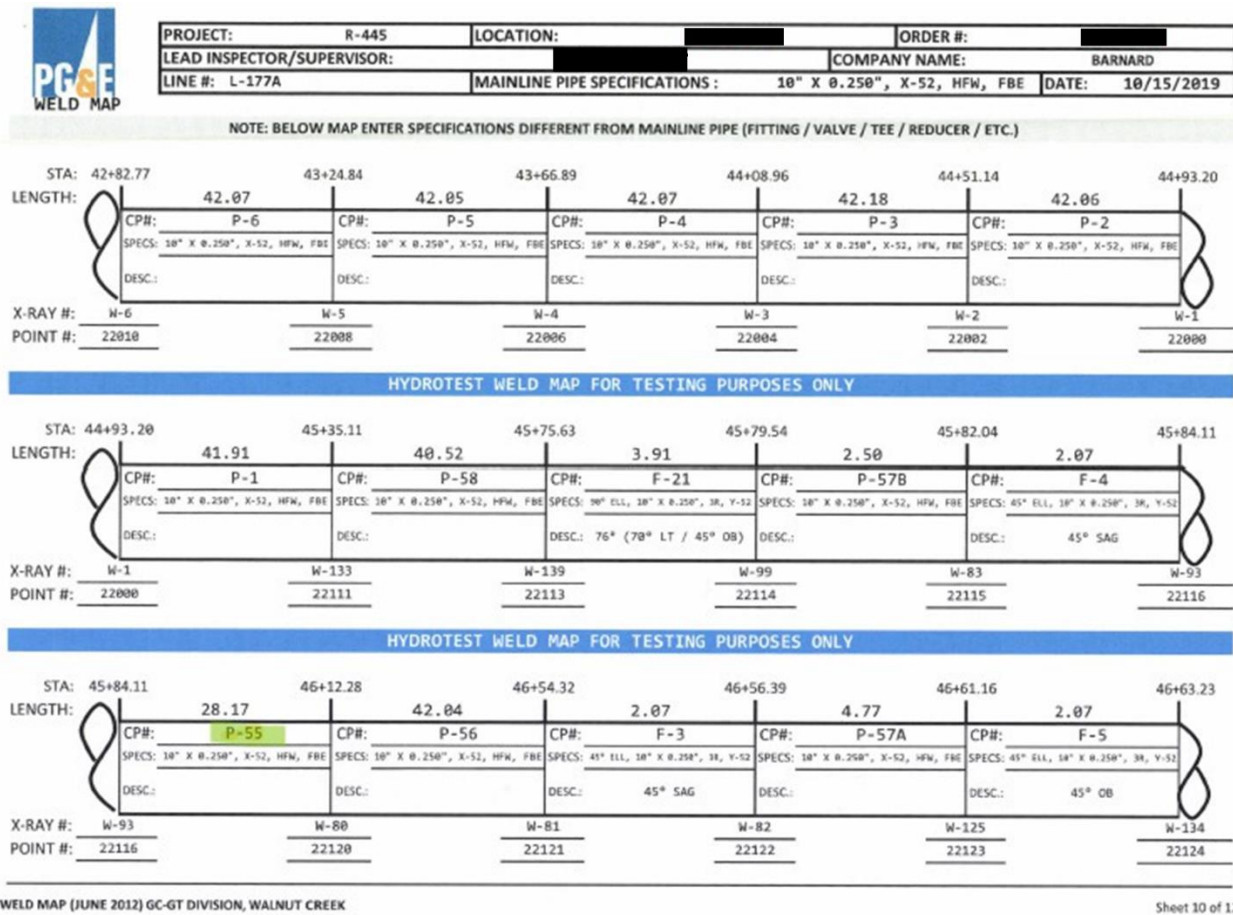 PG&E
WELD MAP
PROJECT: R-445 LOCATION: ORDER #:
LEAD INSPECTOR/SUPERVISOR: COMPANY NAME: BARNARD
LINE #: L-177A MAINLINE PIPE SPECIFICATIONS : 10" X 0.250", X-52, HFW, FBE DATE: 10/15/2019
NOTE: BELOW MAP ENTER SPECIFICATIONS DIFFERENT FROM MAINLINE PIPE (FITTING / VALVE / TEE / REDUCER / ETC.)
STA: 42+82.77 43+24.84 43+66.89 44+08.96 44+51.14 44+93.20
LENGTH: 42.07 42.05 42.07 42.18 42.06
CP#: P-6 CP#: P-5 CP#: P-4 CP#: P-3 CP#: P-2
SPECS: 10" X 0.250", X-52, HFW, FBE SPECS: 10" X 0.250", X-52, HFW, FBE SPECS: 10" X 0.250", X-52, HFW, FBE SPECS: 10" X 0.250", X-52, HFW, FBE SPECS: 10" X 0.250", X-52, HFW, FBE
DESC.: DESC.: DESC.: DESC.: DESC.:
X-RAY #: W-6 W-5 W-4 W-3 W-2 W-1
POINT #: 22010 22008 22006 22004 22002 22000
HYDROTEST WELD MAP FOR TESTING PURPOSES ONLY
STA: 44+93.20 45+35.11 45+75.63 45+79.54 45+82.04 45+84.11
LENGTH: 41.91 40.52 3.91 2.50 2.07
CP#: P-1 CP#: P-58 CP#: F-21 CP#: P-57B CP#: F-4
SPECS: 10" X 0.250", X-52, HFW, FBE SPECS: 10" X 0.250", X-52, HFW, FBE SPECS: 90° ELL, 10" X 0.250", 3R, Y-52 SPECS: 10" X 0.250", X-52, HFW, FBE SPECS: 45° ELL, 10" X 0.250", 3R, Y-52
DESC.: DESC.: DESC.: 76° (70° LT / 45° OB) DESC.: DESC.: 45° SAG
X-RAY #: W-1 W-133 W-139 W-99 W-83 W-93
POINT #: 22000 22111 22113 22114 22115 22116
HYDROTEST WELD MAP FOR TESTING PURPOSES ONLY
STA: 45+84.11 46+12.28 46+54.32 46+56.39 46+61.16 46+63.23
LENGTH: 28.17 42.04 2.07 4.77 2.07
CP#: P-55 CP#: P-56 CP#: F-3 CP#: P-57A CP#: F-5
SPECS: 10" X 0.250", X-52, HFW, FBE SPECS: 10" X 0.250", X-52, HFW, FBE SPECS: 45° ELL, 10" X 0.250", 3R, Y-52 SPECS: 10" X 0.250", X-52, HFW, FBE SPECS: 45° ELL, 10" X 0.250", 3R, Y-52
DESC.: DESC.: DESC.: 45° SAG DESC.: DESC.: 45° OB
X-RAY #: W-93 W-80 W-81 W-82 W-125 W-134
POINT #: 22116 22120 22121 22122 22123 22124
WELD MAP (JUNE 2012) GC-GT DIVISION, WALNUT CREEK
Sheet 10 of